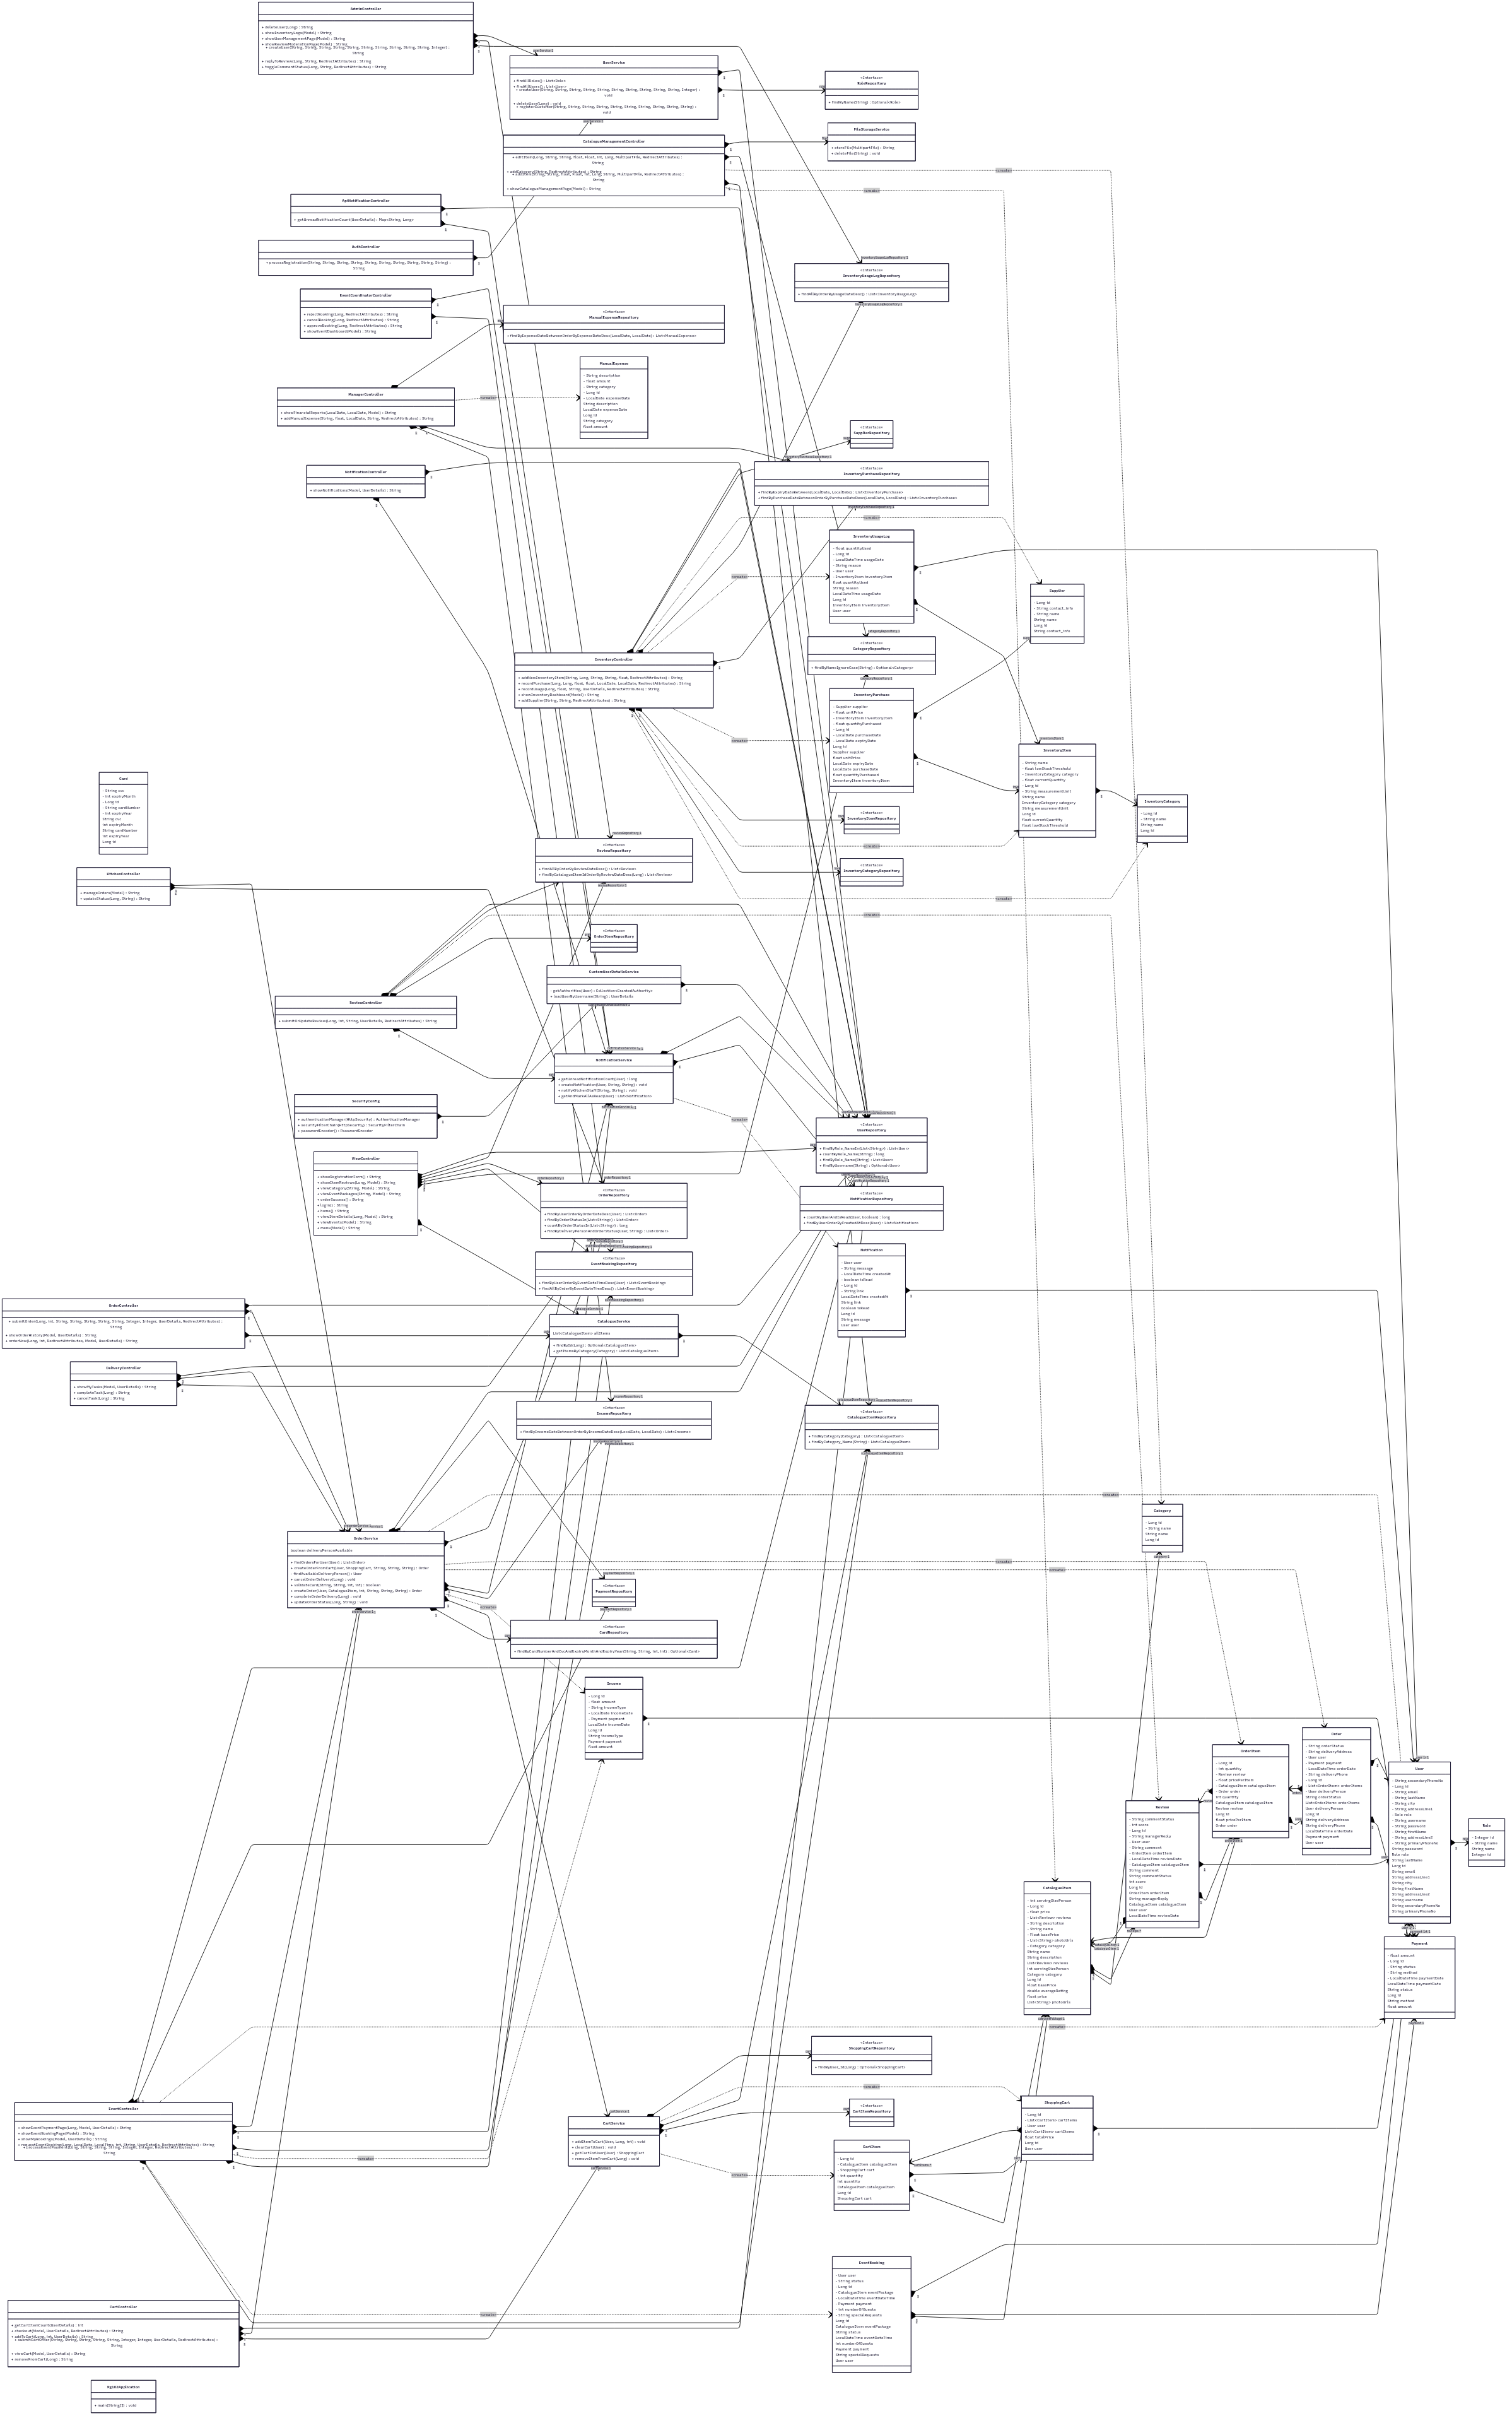 AdminController
+ deleteUser(Long) : String
+ showInventoryLogs(Model) : String
+ showUserManagementPage(Model) : String
+ showReviewModerationPage(Model) : String
+ createUser(String, String, String, String, String, String, String, String, String, Integer) :
String
+ replyToReview(Long, String, RedirectAttributes) : String
+ toggleCommentStatus(Long, String, RedirectAttributes) : String
UserService
+ findAllRoles() : List<Role>
+ findAllUsers() : List<User>
+ createUser(String, String, String, String, String, String, String, String, String, Integer) :
void
+ deleteUser(Long) : void
+ registerCustomer(String, String, String, String, String, String, String, String, String) :
void
«Interface»
RoleRepository
+ findByName(String) : Optional<Role>
FileStorageService
+ storeFile(MultipartFile) : String
+ deleteFile(String) : void
CatalogueManagementController
+ editItem(Long, String, String, float, float, int, Long, MultipartFile, RedirectAttributes) :
String
+ addCategory(String, RedirectAttributes) : String
String
+ showCatalogueManagementPage(Model) : String
ApiNotificationController
+ getUnreadNotificationCount(UserDetails) : Map<String, Long>
AuthController
+ processRegistration(String, String, String, String, String, String, String, String, String) :
String
«Interface»
InventoryUsageLogRepository
+ findAllByOrderByUsageDateDesc() : List<InventoryUsageLog>
EventCoordinatorController
+ rejectBooking(Long, RedirectAttributes) : String
+ cancelBooking(Long, RedirectAttributes) : String
+ approveBooking(Long, RedirectAttributes) : String
+ showEventDashboard(Model) : String
«Interface»
ManualExpenseRepository
+ findByExpenseDateBetweenOrderByExpenseDateDesc(LocalDate, LocalDate) : List<ManualExpense>
ManualExpense
- String description
- float amount
- String category
- Long id
- LocalDate expenseDate
String description
LocalDate expenseDate
Long id
String category
float amount
ManagerController
+ showFinancialReports(LocalDate, LocalDate, Model) : String
+ addManualExpense(String, float, LocalDate, String, RedirectAttributes) : String
«Interface»
SupplierRepository
NotificationController
+ showNotifications(Model, UserDetails) : String
«Interface»
InventoryPurchaseRepository
+ findByExpiryDateBetween(LocalDate, LocalDate) : List<InventoryPurchase>
+ findByPurchaseDateBetweenOrderByPurchaseDateDesc(LocalDate, LocalDate) : List<InventoryPurchase>
InventoryUsageLog
- float quantityUsed
- Long id
- LocalDateTime usageDate
- String reason
- User user
- InventoryItem inventoryItem
float quantityUsed
String reason
LocalDateTime usageDate
Long id
InventoryItem inventoryItem
User user
Supplier
- Long id
- String contact_info
- String name
String name
Long id
String contact_info
«Interface»
CategoryRepository
+ findByNameIgnoreCase(String) : Optional<Category>
InventoryController
+ addNewInventoryItem(String, Long, String, String, float, RedirectAttributes) : String
+ recordPurchase(Long, Long, float, float, LocalDate, LocalDate, RedirectAttributes) : String
+ recordUsage(Long, float, String, UserDetails, RedirectAttributes) : String
+ showInventoryDashboard(Model) : String
+ addSupplier(String, String, RedirectAttributes) : String
InventoryPurchase
- Supplier supplier
- float unitPrice
- InventoryItem inventoryItem
- float quantityPurchased
- Long id
- LocalDate purchaseDate
- LocalDate expiryDate
Long id
Supplier supplier
float unitPrice
LocalDate expiryDate
LocalDate purchaseDate
float quantityPurchased
InventoryItem inventoryItem
InventoryItem
- String name
- float lowStockThreshold
- InventoryCategory category
- float currentQuantity
- Long id
- String measurementUnit
String name
InventoryCategory category
String measurementUnit
Long id
float currentQuantity
float lowStockThreshold
InventoryCategory
- Long id
- String name
String name
Long id
Card
- String cvc
- int expiryMonth
- Long id
- String cardNumber
- int expiryYear
String cvc
int expiryMonth
String cardNumber
int expiryYear
Long id
«Interface»
InventoryItemRepository
«Interface»
ReviewRepository
+ findAllByOrderByReviewDateDesc() : List<Review>
+ findByCatalogueItemIdOrderByReviewDateDesc(Long) : List<Review>
«Interface»
InventoryCategoryRepository
KitchenController
+ manageOrders(Model) : String
+ updateStatus(Long, String) : String
«Interface»
OrderItemRepository
CustomUserDetailsService
- getAuthorities(User) : Collection<GrantedAuthority>
+ loadUserByUsername(String) : UserDetails
ReviewController
+ submitOrUpdateReview(Long, int, String, UserDetails, RedirectAttributes) : String
NotificationService
+ getUnreadNotificationCount(User) : long
+ createNotification(User, String, String) : void
+ notifyKitchenStaff(String, String) : void
+ getAndMarkAllAsRead(User) : List<Notification>
SecurityConfig
+ authenticationManager(HttpSecurity) : AuthenticationManager
+ securityFilterChain(HttpSecurity) : SecurityFilterChain
+ passwordEncoder() : PasswordEncoder
«Interface»
UserRepository
+ findByRole_NameIn(List<String>) : List<User>
+ countByRole_Name(String) : long
+ findByRole_Name(String) : List<User>
+ findByUsername(String) : Optional<User>
ViewController
+ showRegistrationForm() : String
+ showItemReviews(Long, Model) : String
+ viewCategory(String, Model) : String
+ viewEventPackages(String, Model) : String
+ orderSuccess() : String
+ login() : String
+ home() : String
+ viewItemDetails(Long, Model) : String
+ viewEvents(Model) : String
+ menu(Model) : String
«Interface»
OrderRepository
+ findByUserOrderByOrderDateDesc(User) : List<Order>
+ findByOrderStatusIn(List<String>) : List<Order>
+ countByOrderStatusIn(List<String>) : long
+ findByDeliveryPersonAndOrderStatus(User, String) : List<Order>
«Interface»
NotificationRepository
+ countByUserAndIsRead(User, boolean) : long
+ findByUserOrderByCreatedAtDesc(User) : List<Notification>
«Interface»
EventBookingRepository
+ findByUserOrderByEventDateTimeDesc(User) : List<EventBooking>
+ findAllByOrderByEventDateTimeDesc() : List<EventBooking>
Notification
- User user
- String message
- LocalDateTime createdAt
- boolean isRead
- Long id
- String link
LocalDateTime createdAt
String link
boolean isRead
Long id
String message
User user
OrderController
+ submitOrder(Long, int, String, String, String, String, String, Integer, Integer, UserDetails, RedirectAttributes) :
String
+ showOrderHistory(Model, UserDetails) : String
+ orderNow(Long, int, RedirectAttributes, Model, UserDetails) : String
CatalogueService
List<CatalogueItem> allItems
+ findById(Long) : Optional<CatalogueItem>
+ getItemsByCategory(Category) : List<CatalogueItem>
DeliveryController
+ showMyTasks(Model, UserDetails) : String
+ completeTask(Long) : String
+ cancelTask(Long) : String
«Interface»
IncomeRepository
+ findByIncomeDateBetweenOrderByIncomeDateDesc(LocalDate, LocalDate) : List<Income>
«Interface»
CatalogueItemRepository
+ findByCategory(Category) : List<CatalogueItem>
+ findByCategory_Name(String) : List<CatalogueItem>
Category
- Long id
- String name
String name
Long id
OrderService
boolean deliveryPersonAvailable
+ findOrdersForUser(User) : List<Order>
+ createOrderFromCart(User, ShoppingCart, String, String, String) : Order
- findAvailableDeliveryPerson() : User
+ cancelOrderDelivery(Long) : void
+ validateCard(String, String, int, int) : boolean
+ createOrder(User, CatalogueItem, int, String, String, String) : Order
+ completeOrderDelivery(Long) : void
+ updateOrderStatus(Long, String) : void
«Interface»
PaymentRepository
«Interface»
CardRepository
+ findByCardNumberAndCvcAndExpiryMonthAndExpiryYear(String, String, int, int) : Optional<Card>
Income
- Long id
- float amount
- String incomeType
- LocalDate incomeDate
- Payment payment
LocalDate incomeDate
Long id
String incomeType
Payment payment
float amount
Order
- String orderStatus
- String deliveryAddress
- User user
- Payment payment
- LocalDateTime orderDate
- String deliveryPhone
- Long id
- List<OrderItem> orderItems
- User deliveryPerson
String orderStatus
List<OrderItem> orderItems
User deliveryPerson
Long id
String deliveryAddress
String deliveryPhone
LocalDateTime orderDate
Payment payment
User user
OrderItem
- Long id
- int quantity
- Review review
- float pricePerItem
- CatalogueItem catalogueItem
- Order order
int quantity
CatalogueItem catalogueItem
Review review
Long id
float pricePerItem
Order order
User
- String secondaryPhoneNo
- Long id
- String email
- String lastName
- String city
- String addressLine1
- Role role
- String username
- String password
- String firstName
- String addressLine2
- String primaryPhoneNo
String password
Role role
String lastName
Long id
String email
String addressLine1
String city
String firstName
String addressLine2
String username
String secondaryPhoneNo
String primaryPhoneNo
Role
- Integer id
- String name
String name
Integer id
Review
- String commentStatus
- int score
- Long id
- String managerReply
- User user
- String comment
- OrderItem orderItem
- LocalDateTime reviewDate
- CatalogueItem catalogueItem
String comment
String commentStatus
int score
Long id
OrderItem orderItem
String managerReply
CatalogueItem catalogueItem
User user
LocalDateTime reviewDate
CatalogueItem
- int servingSizePerson
- Long id
- float price
- List<Review> reviews
- String description
- String name
- float basePrice
- List<String> photoUrls
- Category category
String name
String description
List<Review> reviews
int servingSizePerson
Category category
Long id
float basePrice
double averageRating
float price
List<String> photoUrls
Payment
- float amount
- Long id
- String status
- String method
- LocalDateTime paymentDate
LocalDateTime paymentDate
String status
Long id
String method
float amount
«Interface»
ShoppingCartRepository
+ findByUser_Id(Long) : Optional<ShoppingCart>
EventController
+ showEventPaymentPage(Long, Model, UserDetails) : String
+ showEventBookingPage(Model) : String
+ showMyBookings(Model, UserDetails) : String
String
CartService
+ addItemToCart(User, Long, int) : void
+ clearCart(User) : void
+ getCartForUser(User) : ShoppingCart
+ removeItemFromCart(Long) : void
«Interface»
CartItemRepository
ShoppingCart
- Long id
- List<CartItem> cartItems
- User user
List<CartItem> cartItems
float totalPrice
Long id
User user
CartItem
- Long id
- CatalogueItem catalogueItem
- ShoppingCart cart
- int quantity
int quantity
CatalogueItem catalogueItem
Long id
ShoppingCart cart
EventBooking
- User user
- String status
- Long id
- CatalogueItem eventPackage
- LocalDateTime eventDateTime
- Payment payment
- int numberOfGuests
- String specialRequests
Long id
CatalogueItem eventPackage
String status
LocalDateTime eventDateTime
int numberOfGuests
Payment payment
String specialRequests
User user
CartController
+ getCartItemCount(UserDetails) : int
+ checkout(Model, UserDetails, RedirectAttributes) : String
+ addToCart(Long, int, UserDetails) : String
+ submitCartOrder(String, String, String, String, String, Integer, Integer, UserDetails, RedirectAttributes) :
String
+ viewCart(Model, UserDetails) : String
+ removeFromCart(Long) : String
+ main(String[]) : void